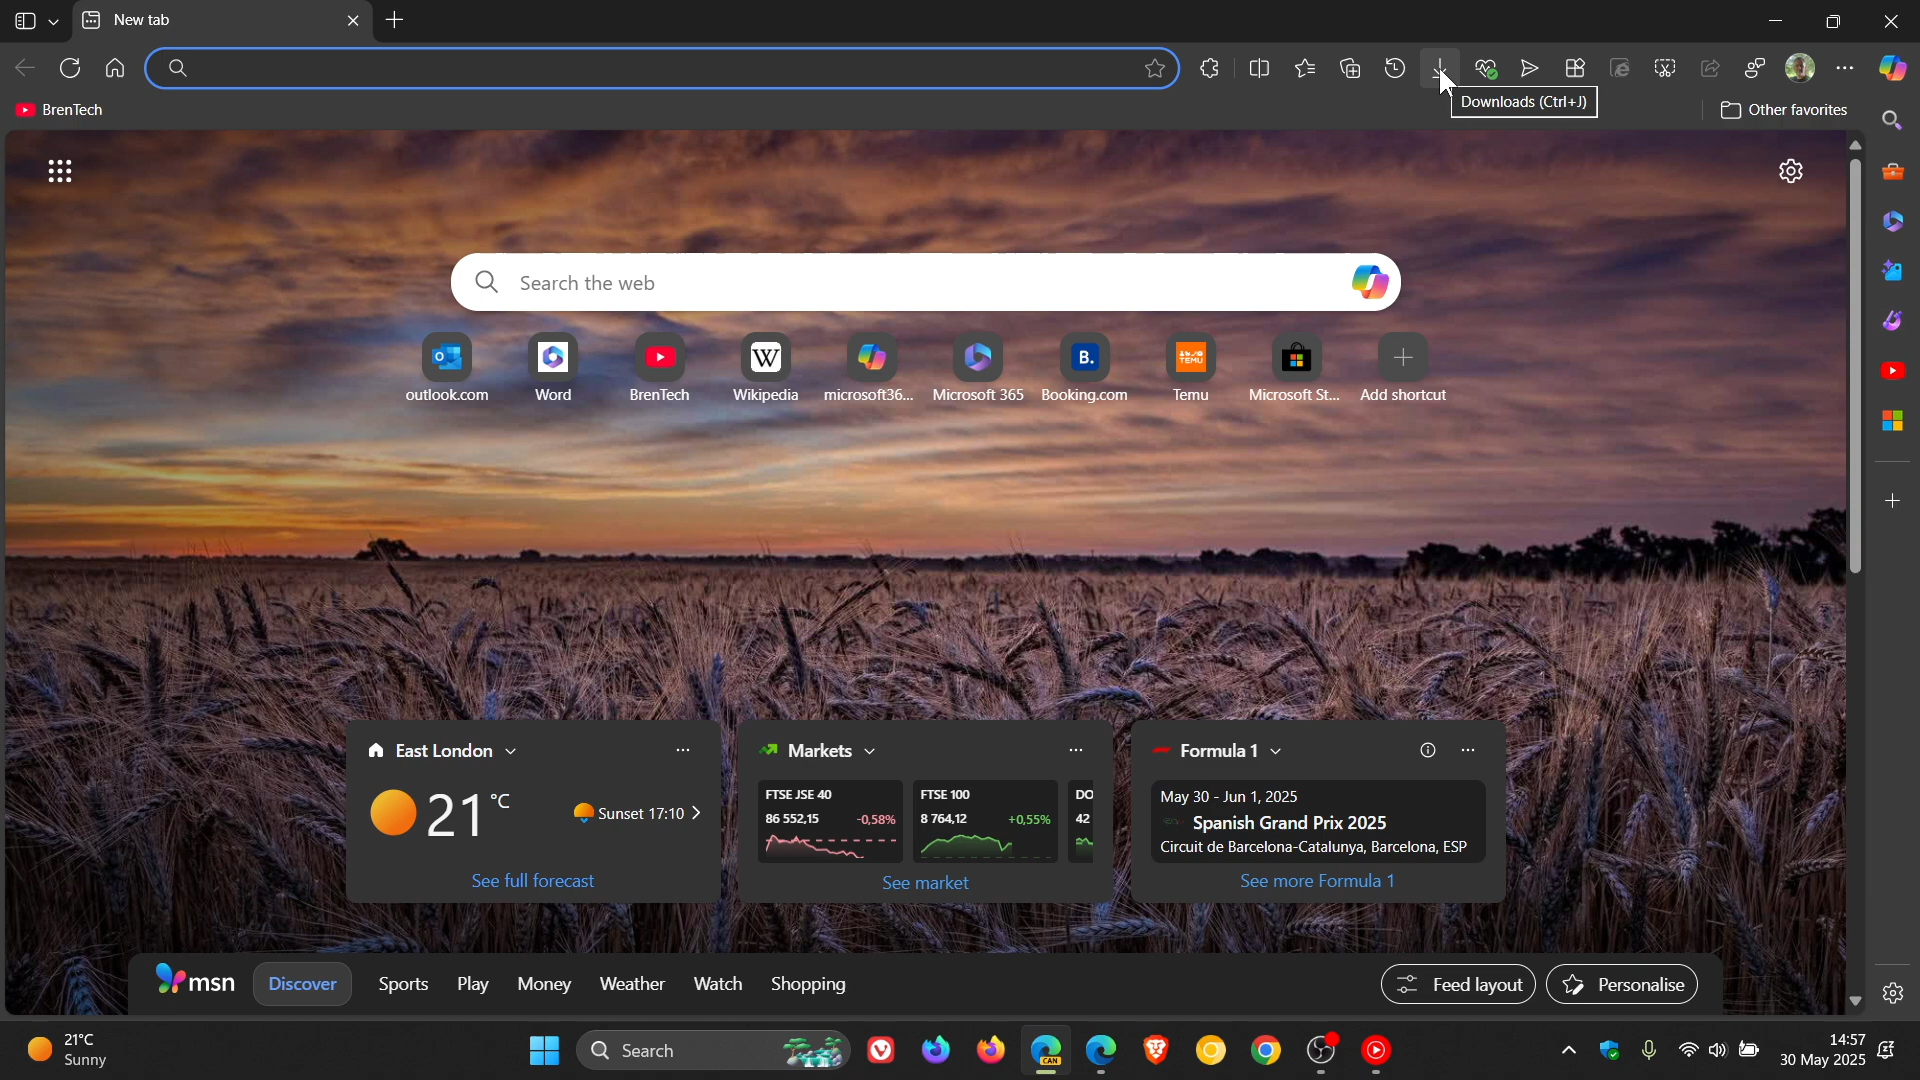 New tab
Downloads (Ctrl+J)
BrenTech
Other favorites
Search the web
outlook.com
Word
BrenTech
W
Wikipedia
microsoft36...
Microsoft 365
B.
Booking.com
TEMU
Temu
Microsoft St...
Add shortcut
East London
21 °C
Sunset 17:10
See full forecast
Markets
FTSE JSE 40
86 552,15 -0,58%
FTSE 100
8 764,12 +0,55%
DO
42
See market
Formula 1
May 30 - Jun 1, 2025
Spanish Grand Prix 2025
Circuit de Barcelona-Catalunya, Barcelona, ESP
See more Formula 1
msn
Discover
Sports
Play
Money
Weather
Watch
Shopping
Feed layout
Personalise
21°C
Sunny
Search
CAN
14:57
30 May 2025